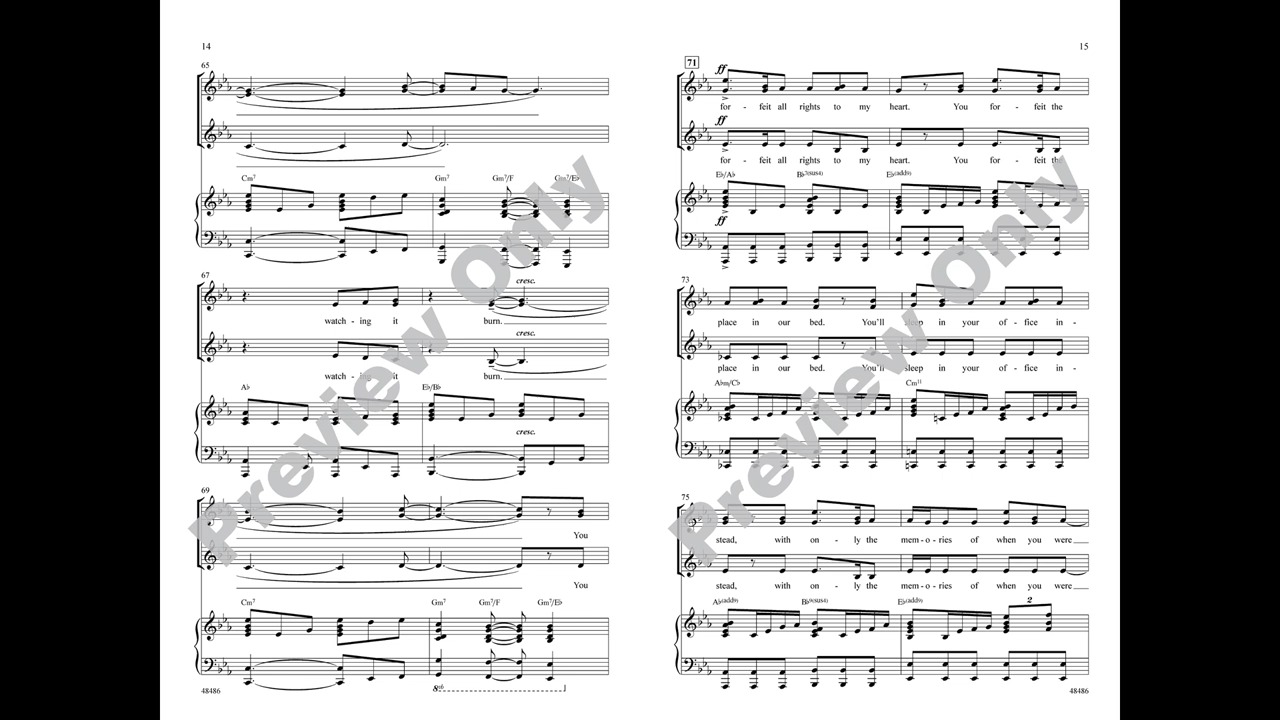 14
65
Cm7 Gm7 Gm7/F Gm7/E♭
67
cresc.
watch - ing it burn.
cresc.
watch - ing it burn.
A♭ E♭/B♭
cresc.
69
You
You
Cm7 Gm7 Gm7/F Gm7/E♭
8vb
48486
15
71
ff
for - feit all rights to my heart. You for - feit the
ff
for - feit all rights to my heart. You for - feit the
E♭/A♭ B♭7(sus4) E♭(add9)
ff
73
place in our bed. You'll sleep in your of - fice in -
place in our bed. You'll sleep in your of - fice in -
A♭m/C♭ Cm11
75
stead, with on - ly the mem - o - ries of when you were
stead, with on - ly the mem - o - ries of when you were
A♭(add9) B♭9(sus4) E♭(add9) 2
48486
Preview Only
Preview Only